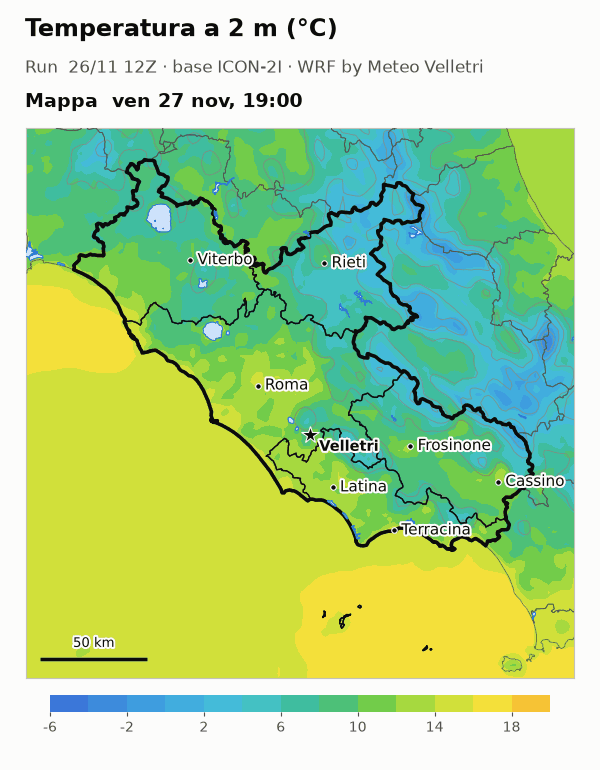 Temperatura a 2 m (°C)
Run  26/11 12Z · base ICON-2I · WRF by Meteo Velletri
Mappa  ven 27 nov, 19:00
Viterbo
Rieti
Roma
Velletri
Frosinone
Cassino
Latina
Terracina
50 km
-6 -2 2 6 10 14 18